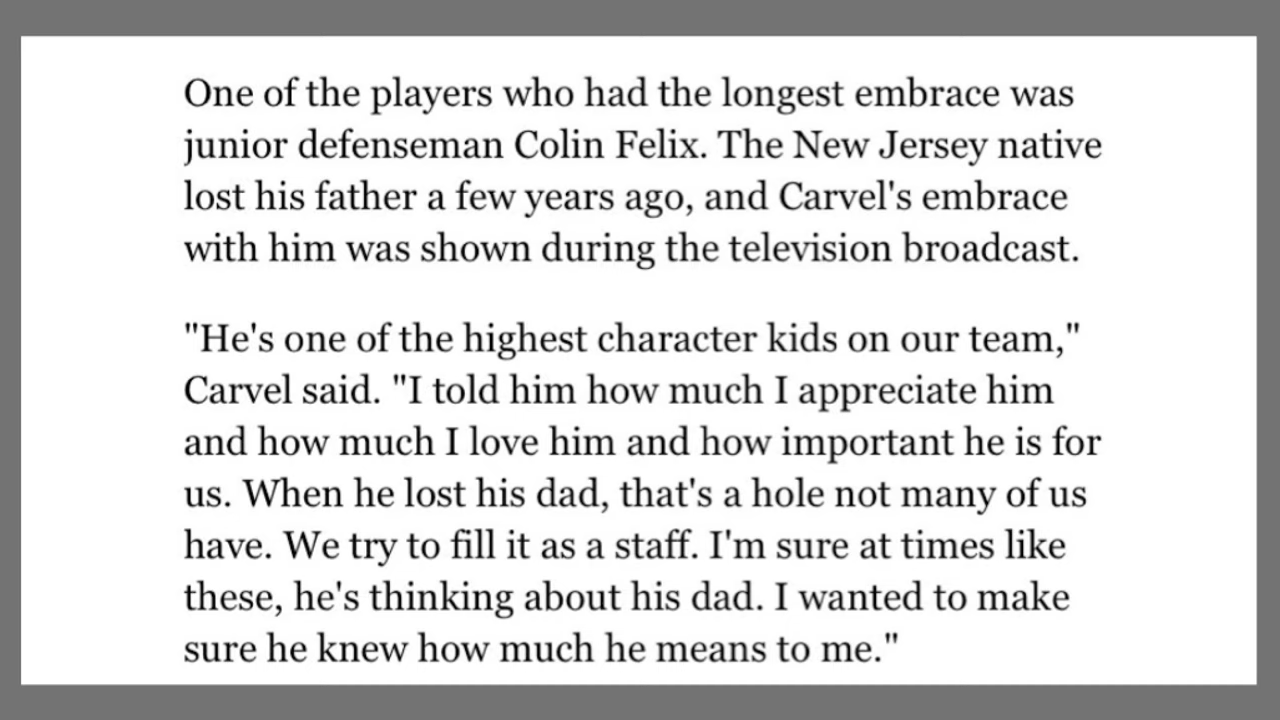 One of the players who had the longest embrace was
junior defenseman Colin Felix. The New Jersey native
lost his father a few years ago, and Carvel's embrace
with him was shown during the television broadcast.
"He's one of the highest character kids on our team,"
Carvel said. "I told him how much I appreciate him
and how much I love him and how important he is for
us. When he lost his dad, that's a hole not many of us
have. We try to fill it as a staff. I'm sure at times like
these, he's thinking about his dad. I wanted to make
sure he knew how much he means to me."